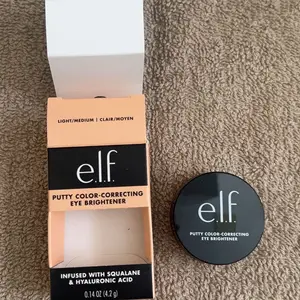 LIGHT/MEDIUM | CLAIR/MOYEN
e.l.f.
PUTTY COLOR-CORRECTING
EYE BRIGHTENER
INFUSED WITH SQUALANE
& HYALURONIC ACID
0.14 OZ (4.2 g)
e.l.f.
PUTTY COLOR-CORRECTING
EYE BRIGHTENER